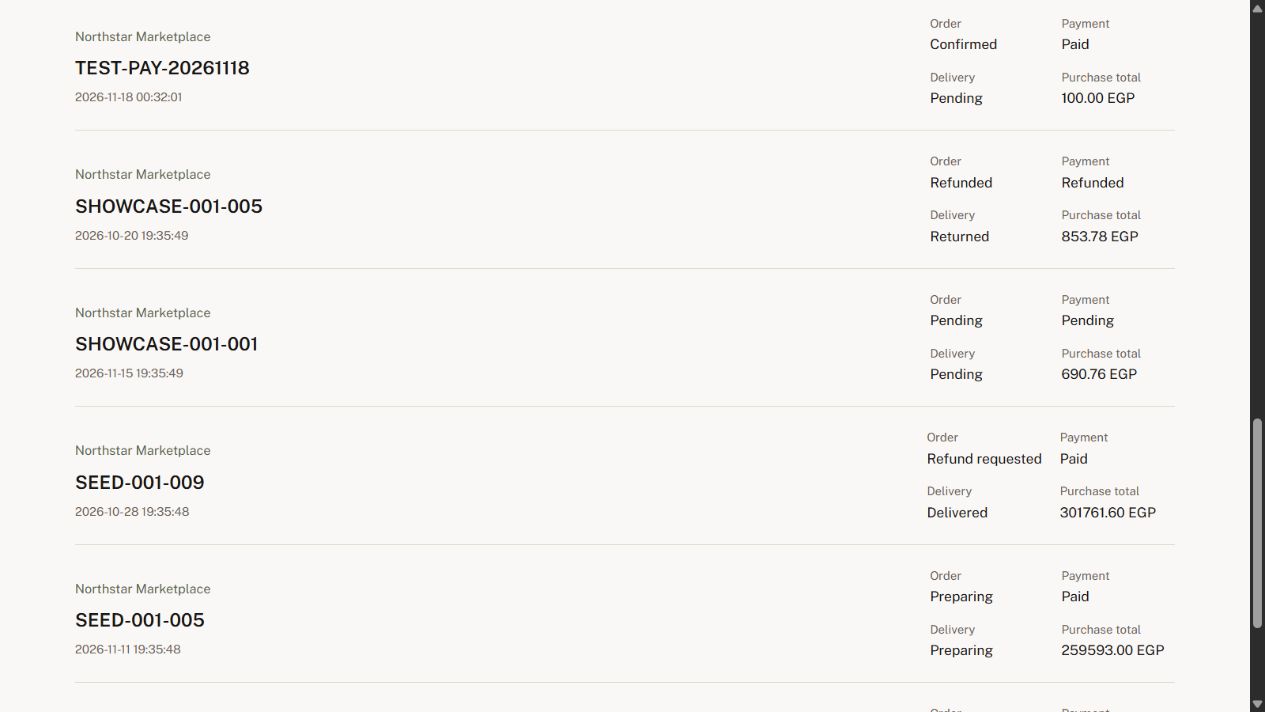 Northstar Marketplace
TEST-PAY-20261118
2026-11-18 00:32:01
Order Payment
Confirmed Paid
Delivery Purchase total
Pending 100.00 EGP
Northstar Marketplace
SHOWCASE-001-005
2026-10-20 19:35:49
Order Payment
Refunded Refunded
Delivery Purchase total
Returned 853.78 EGP
Northstar Marketplace
SHOWCASE-001-001
2026-11-15 19:35:49
Order Payment
Pending Pending
Delivery Purchase total
Pending 690.76 EGP
Northstar Marketplace
SEED-001-009
2026-10-28 19:35:48
Order Payment
Refund requested Paid
Delivery Purchase total
Delivered 301761.60 EGP
Northstar Marketplace
SEED-001-005
2026-11-11 19:35:48
Order Payment
Preparing Paid
Delivery Purchase total
Preparing 259593.00 EGP
Order Payment